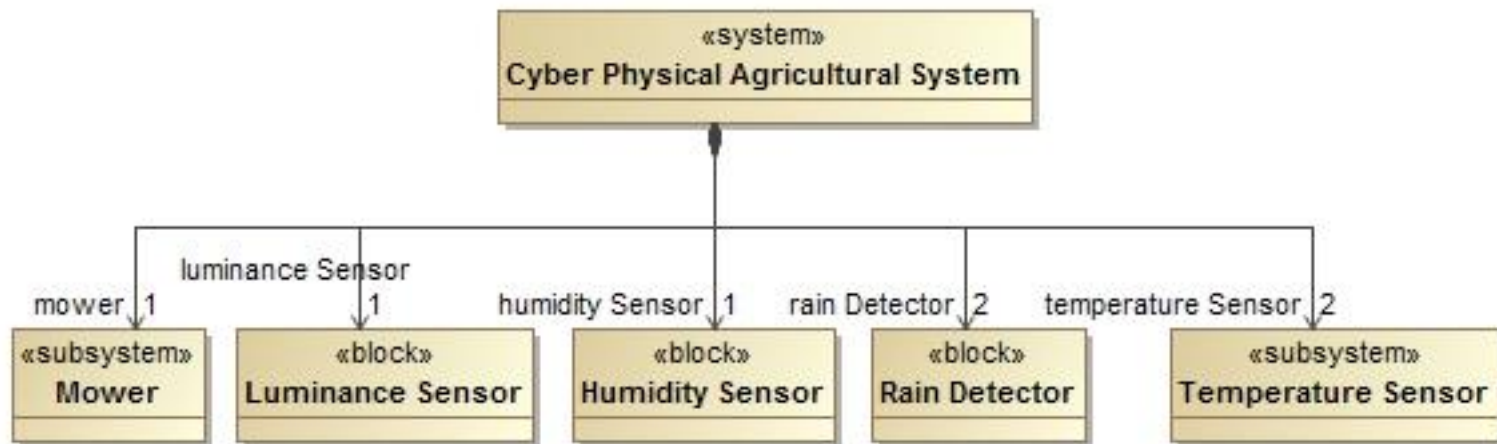 «system»
Cyber Physical Agricultural System
luminance Sensor
mower 1 1 humidity Sensor 1 rain Detector 2 temperature Sensor 2
«subsystem» «block» «block» «block» «subsystem»
Mower Luminance Sensor Humidity Sensor Rain Detector Temperature Sensor